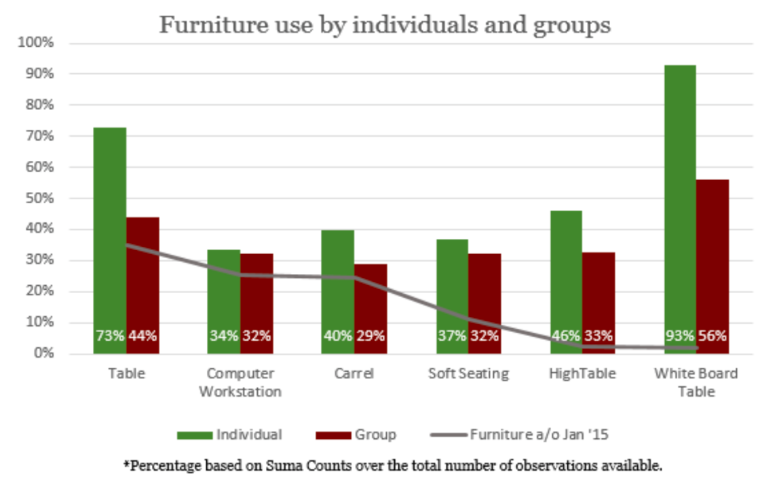 Furniture use by individuals and groups
100%
90%
80%
70%
60%
50%
40%
30%
20%
10%
0%
73% 44% 34% 32% 40% 29% 37% 32% 46% 33% 93% 56%
Table Computer Workstation Carrel Soft Seating HighTable White Board Table
Individual Group Furniture a/o Jan '15
*Percentage based on Suma Counts over the total number of observations available.